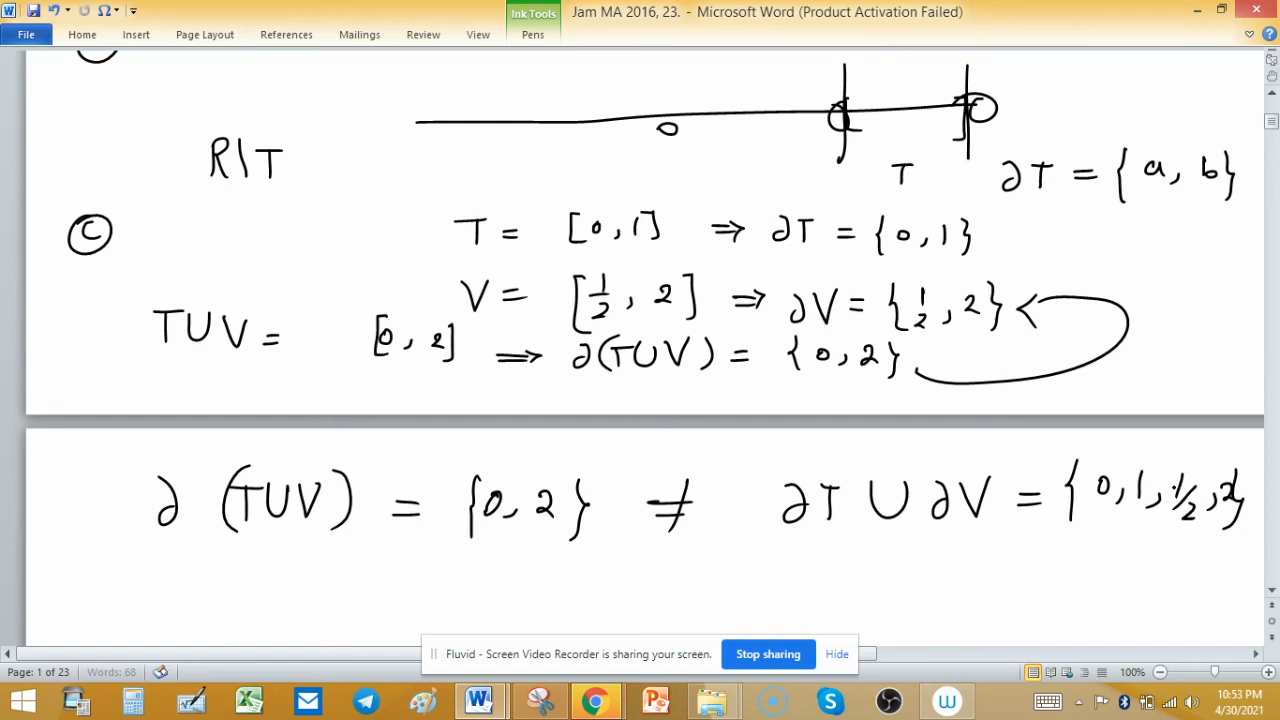 Ink Tools
Jam MA 2016, 23. - Microsoft Word (Product Activation Failed)
File Home Insert Page Layout References Mailings Review View Pens
0
R\T
T
∂T = {a, b}
(C)
T = [0,1] ⇒ ∂T = {0,1}
V = [1/2, 2] ⇒ ∂V = {1/2, 2}
TUV = [0, 2] ⇒ ∂(TUV) = {0, 2}
∂(TUV) = {0, 2} ≠ ∂T U ∂V = {0, 1, 1/2, 2}
Fluvid - Screen Video Recorder is sharing your screen. Stop sharing Hide
Page: 1 of 23 Words: 68 100%
10:53 PM
4/30/2021